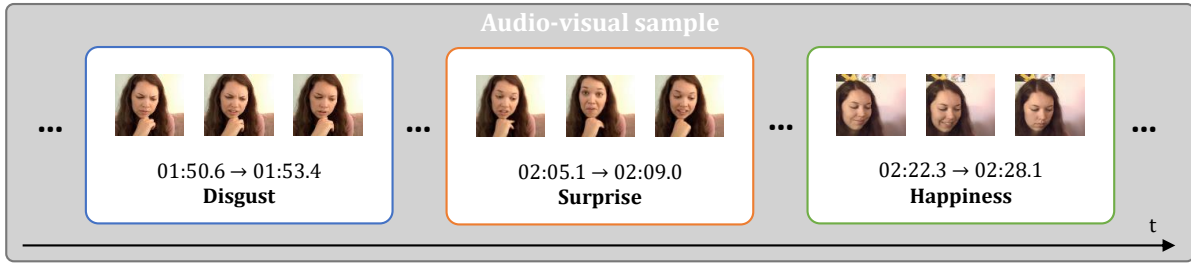 Audio-visual sample
... ... ... ...
01:50.6 → 01:53.4
Disgust
02:05.1 → 02:09.0
Surprise
02:22.3 → 02:28.1
Happiness
t